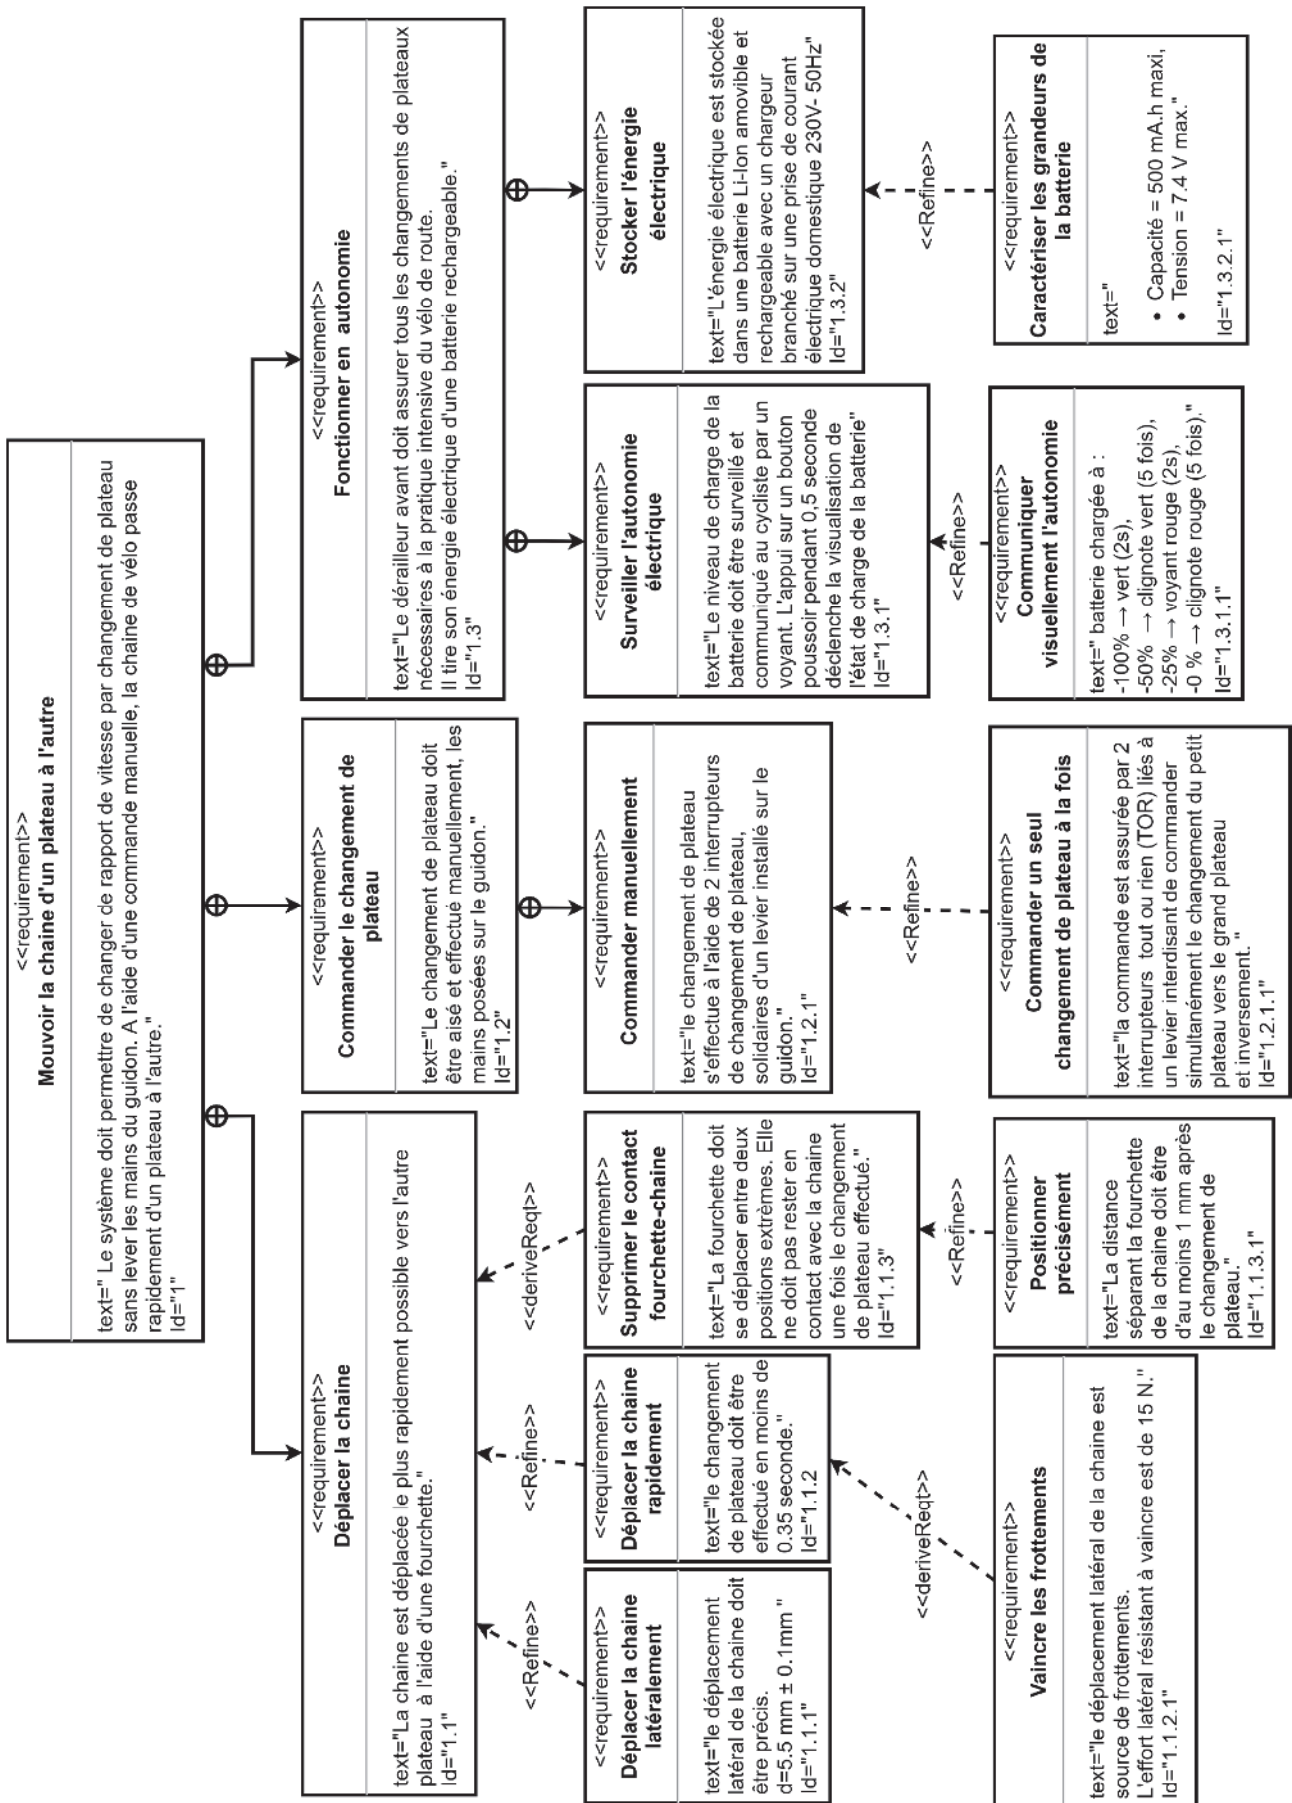 <<requirement>>
Mouvoir la chaine d'un plateau à l'autre
text=" Le système doit permettre de changer de rapport de vitesse par changement de plateau
sans lever les mains du guidon. A l'aide d'une commande manuelle, la chaine de vélo passe
rapidement d'un plateau à l'autre."
Id="1"
<<requirement>>
Déplacer la chaine
text="La chaine est déplacée le plus rapidement possible vers l'autre
plateau à l'aide d'une fourchette."
Id="1.1"
<<requirement>>
Commander le changement de
plateau
text="Le changement de plateau doit
être aisé et effectué manuellement, les
mains posées sur le guidon."
Id="1.2"
<<requirement>>
Fonctionner en autonomie
text="Le dérailleur avant doit assurer tous les changements de plateaux
nécessaires à la pratique intensive du vélo de route.
Il tire son énergie électrique d'une batterie rechargeable."
Id="1.3"
<<Refine>>
<<Refine>>
<<deriveReqt>>
<<requirement>>
Déplacer la chaine
latéralement
text="le déplacement
latéral de la chaine doit
être précis.
d=5.5 mm ± 0.1mm "
Id="1.1.1"
<<requirement>>
Déplacer la chaine
rapidement
text="le changement
de plateau doit être
effectué en moins de
0.35 seconde."
Id="1.1.2
<<requirement>>
Supprimer le contact
fourchette-chaine
text="La fourchette doit
se déplacer entre deux
positions extrèmes. Elle
ne doit pas rester en
contact avec la chaine
une fois le changement
de plateau effectué."
Id="1.1.3"
<<requirement>>
Commander manuellement
text="le changement de plateau
s'effectue à l'aide de 2 interrupteurs
de changement de plateau,
solidaires d'un levier installé sur le
guidon."
Id="1.2.1"
<<requirement>>
Surveiller l'autonomie
électrique
text="Le niveau de charge de la
batterie doit être surveillé et
communiqué au cycliste par un
voyant. L'appui sur un bouton
poussoir pendant 0,5 seconde
déclenche la visualisation de
l'état de charge de la batterie"
Id="1.3.1"
<<requirement>>
Stocker l'énergie
électrique
text="L'énergie électrique est stockée
dans une batterie Li-Ion amovible et
rechargeable avec un chargeur
branché sur une prise de courant
électrique domestique 230V- 50Hz"
Id="1.3.2"
<<deriveReqt>>
<<Refine>>
<<Refine>>
<<Refine>>
<<Refine>>
<<requirement>>
Vaincre les frottements
text="le déplacement latéral de la chaine est
source de frottements.
L'effort latéral résistant à vaincre est de 15 N."
Id="1.1.2.1"
<<requirement>>
Positionner
précisément
text="La distance
séparant la fourchette
de la chaine doit être
d'au moins 1 mm après
le changement de
plateau."
Id="1.1.3.1"
<<requirement>>
Commander un seul
changement de plateau à la fois
text="la commande est assurée par 2
interrupteurs tout ou rien (TOR) liés à
un levier interdisant de commander
simultanément le changement du petit
plateau vers le grand plateau
et inversement. "
Id="1.2.1.1"
<<requirement>>
Communiquer
visuellement l'autonomie
text=" batterie chargée à :
-100% → vert (2s),
-50% → clignote vert (5 fois),
-25% → voyant rouge (2s),
-0 % → clignote rouge (5 fois)."
Id="1.3.1.1"
<<requirement>>
Caractériser les grandeurs de
la batterie
text="
• Capacité = 500 mA.h maxi,
• Tension = 7.4 V max."
Id="1.3.2.1"